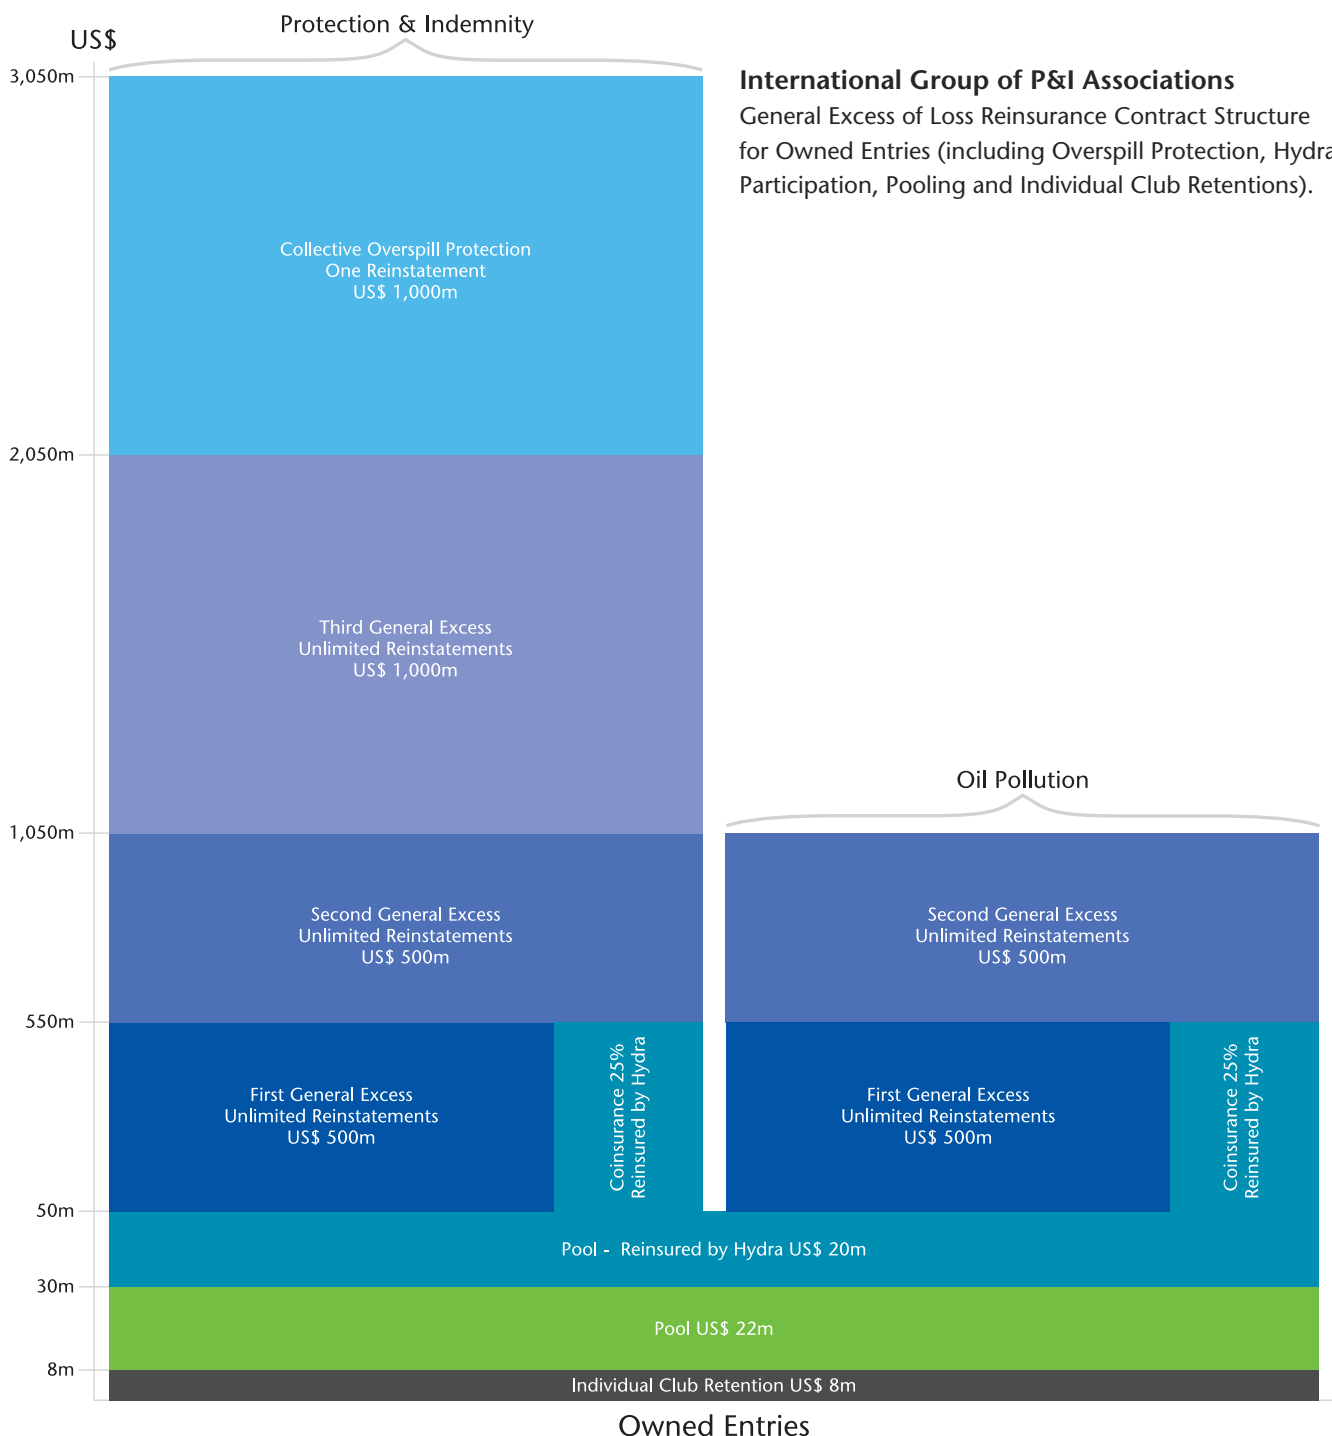 Protection & Indemnity
US$
International Group of P&I Associations
General Excess of Loss Reinsurance Contract Structure
for Owned Entries (including Overspill Protection, Hydra
Participation, Pooling and Individual Club Retentions).
3,050m
Collective Overspill Protection
One Reinstatement
US$ 1,000m
2,050m
Third General Excess
Unlimited Reinstatements
US$ 1,000m
Oil Pollution
1,050m
Second General Excess
Unlimited Reinstatements
US$ 500m
Second General Excess
Unlimited Reinstatements
US$ 500m
550m
First General Excess
Unlimited Reinstatements
US$ 500m
Coinsurance 25%
Reinsured by Hydra
First General Excess
Unlimited Reinstatements
US$ 500m
Coinsurance 25%
Reinsured by Hydra
50m
Pool - Reinsured by Hydra US$ 20m
30m
Pool US$ 22m
8m
Individual Club Retention US$ 8m
Owned Entries